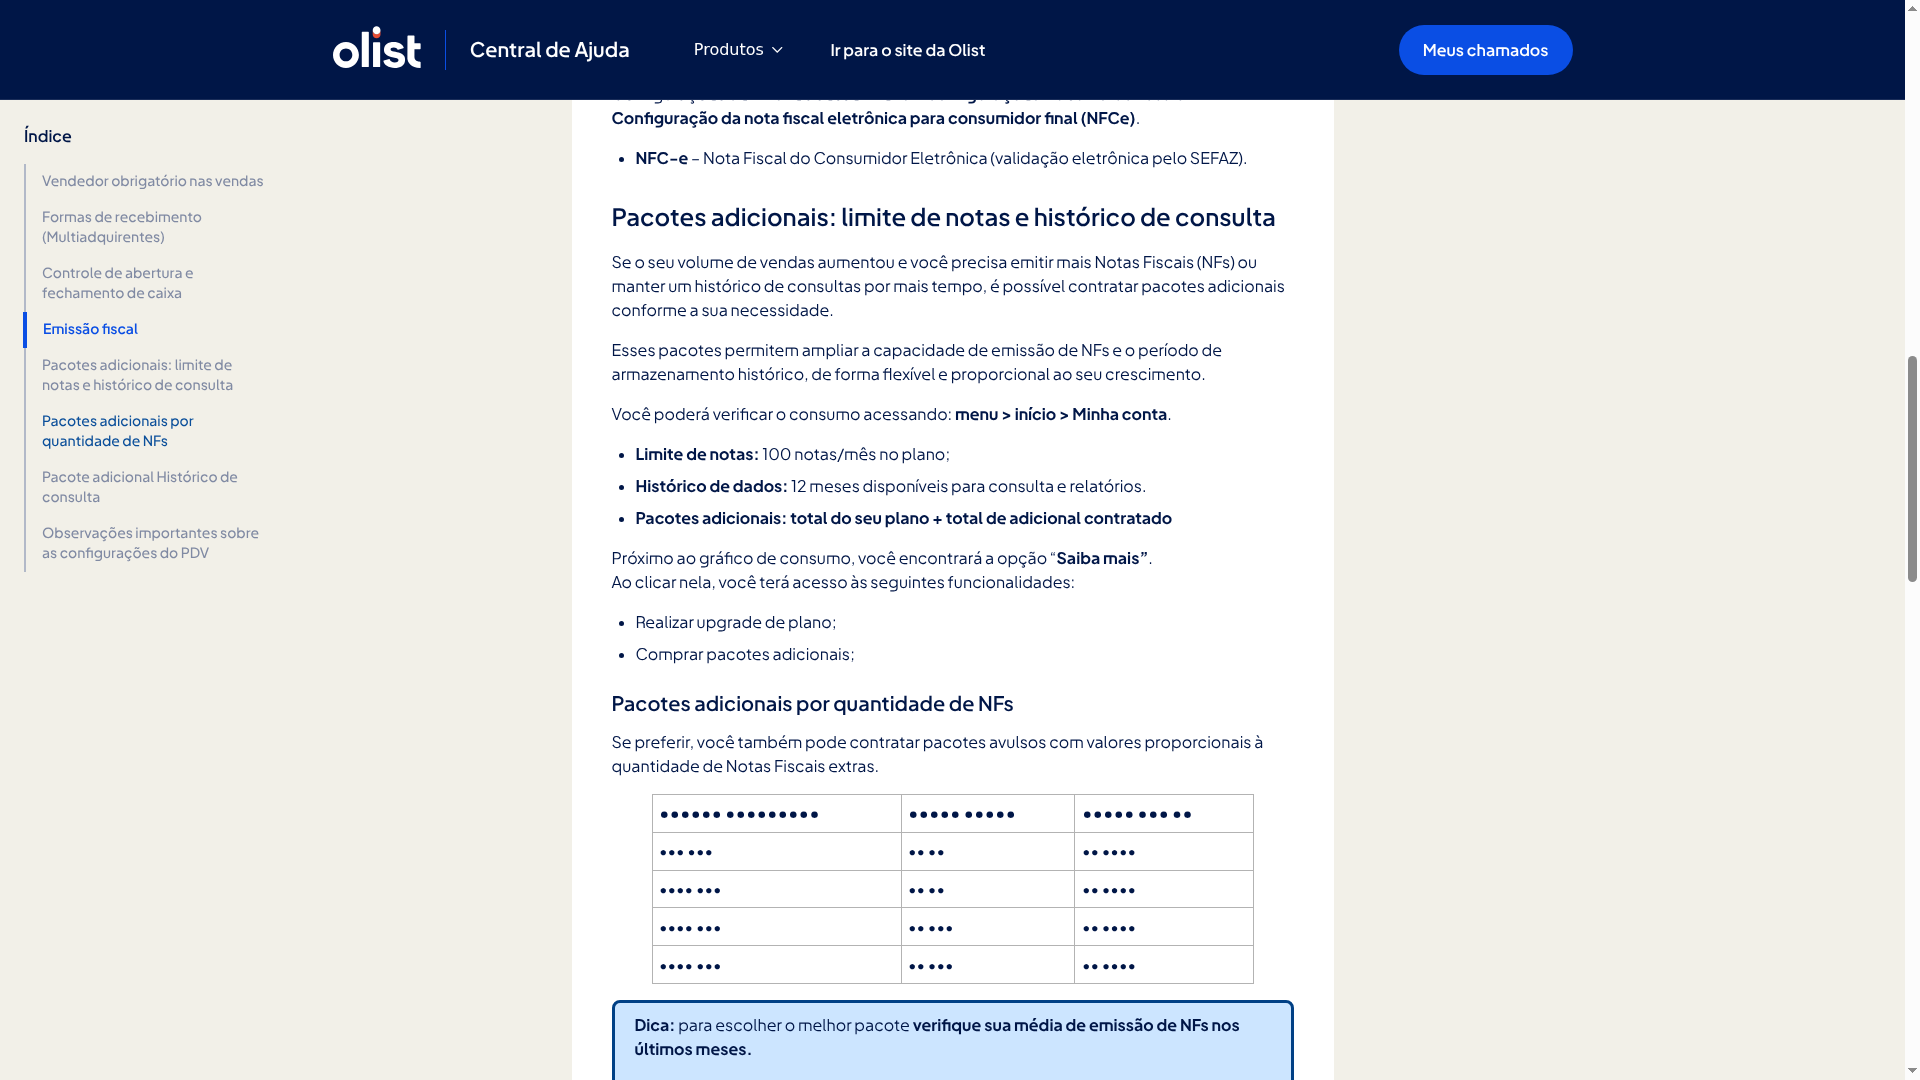 olist
Central de Ajuda
Produtos
Ir para o site da Olist
Meus chamados
Índice
Vendedor obrigatório nas vendas
Formas de recebimento
(Multiadquirentes)
Controle de abertura e
fechamento de caixa
Emissão fiscal
Pacotes adicionais: limite de
notas e histórico de consulta
Pacotes adicionais por
quantidade de NFs
Pacote adicional Histórico de
consulta
Observações importantes sobre
as configurações do PDV
Configuração da nota fiscal eletrônica para consumidor final (NFCe).
• NFC-e – Nota Fiscal do Consumidor Eletrônica (validação eletrônica pelo SEFAZ).
Pacotes adicionais: limite de notas e histórico de consulta
Se o seu volume de vendas aumentou e você precisa emitir mais Notas Fiscais (NFs) ou
manter um histórico de consultas por mais tempo, é possível contratar pacotes adicionais
conforme a sua necessidade.
Esses pacotes permitem ampliar a capacidade de emissão de NFs e o período de
armazenamento histórico, de forma flexível e proporcional ao seu crescimento.
Você poderá verificar o consumo acessando: menu > início > Minha conta.
• Limite de notas: 100 notas/mês no plano;
• Histórico de dados: 12 meses disponíveis para consulta e relatórios.
• Pacotes adicionais: total do seu plano + total de adicional contratado
Próximo ao gráfico de consumo, você encontrará a opção “Saiba mais”.
Ao clicar nela, você terá acesso às seguintes funcionalidades:
• Realizar upgrade de plano;
• Comprar pacotes adicionais;
Pacotes adicionais por quantidade de NFs
Se preferir, você também pode contratar pacotes avulsos com valores proporcionais à
quantidade de Notas Fiscais extras.
Dica: para escolher o melhor pacote verifique sua média de emissão de NFs nos
últimos meses.